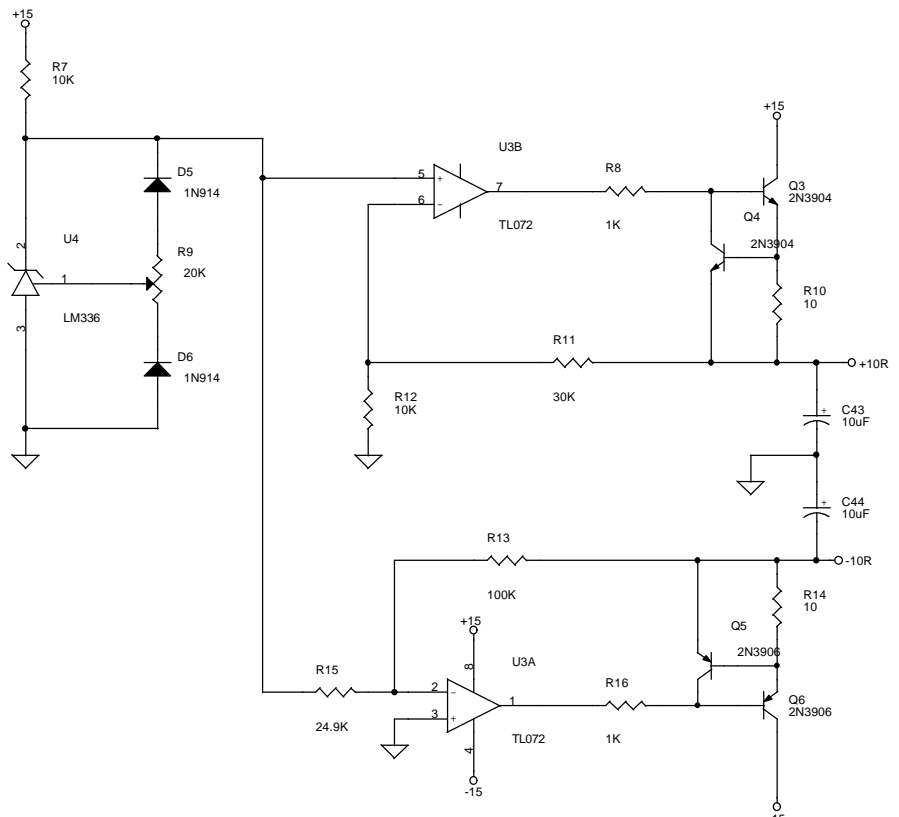 +15
R7
10K
D5
1N914
U4
2
1
R9
20K
LM336
3
D6
1N914
U3B
5
+
6
−
7
TL072
R8
1K
+15
Q3
2N3904
Q4
2N3904
R10
10
R11
30K
+10R
R12
10K
+
C43
10uF
+
C44
10uF
R13
100K
-10R
R14
10
+15
8
U3A
Q5
2N3906
R15
24.9K
2
−
3
+
1
TL072
4
-15
R16
1K
Q6
2N3906